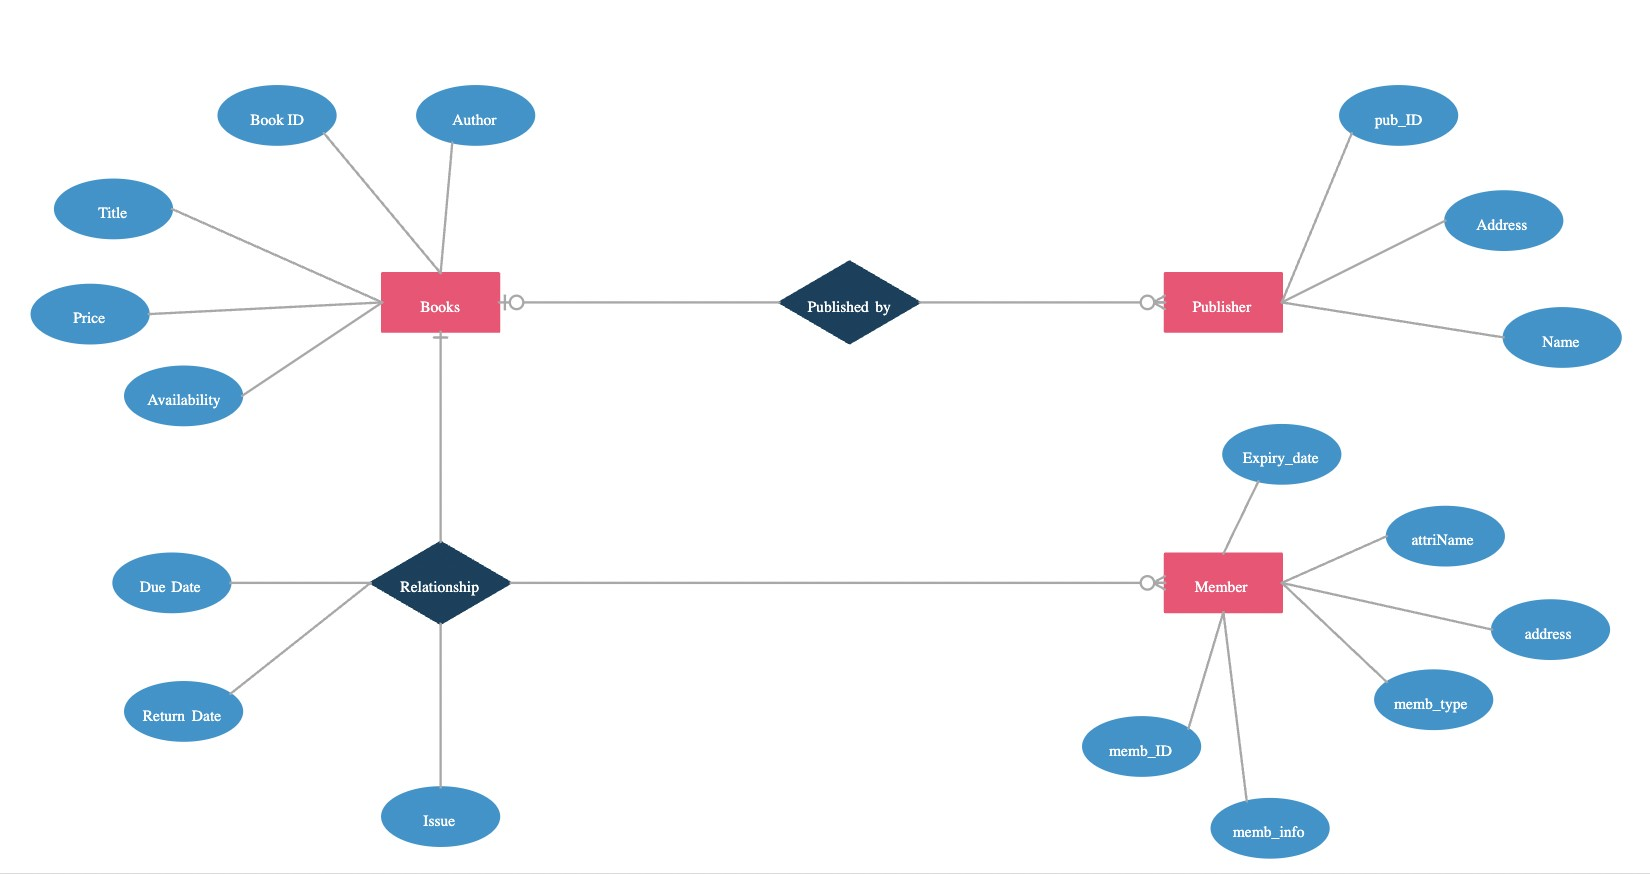 Book ID
Author
pub_ID
Title
Address
Books
Published by
Publisher
Price
Name
Availability
Expiry_date
attriName
Due Date
Relationship
Member
address
memb_type
Return Date
memb_ID
Issue
memb_info